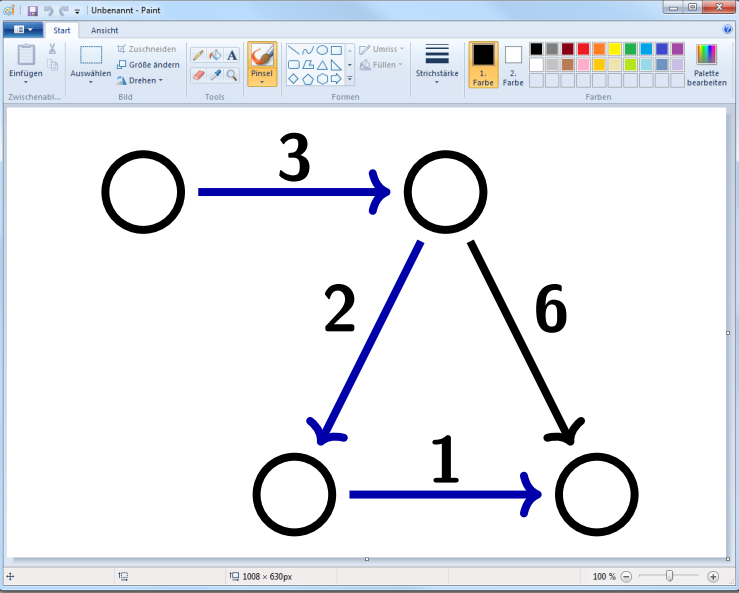 Unbenannt - Paint
Start
Ansicht
Einfügen
Zwischenabl...
Auswählen
Zuschneiden
Größe ändern
Drehen
Bild
A
Tools
Pinsel
Formen
Umriss
Füllen
Strichstärke
1.
Farbe
2.
Farbe
Farben
Palette
bearbeiten
3
2
6
1
1008 × 630px
100 %